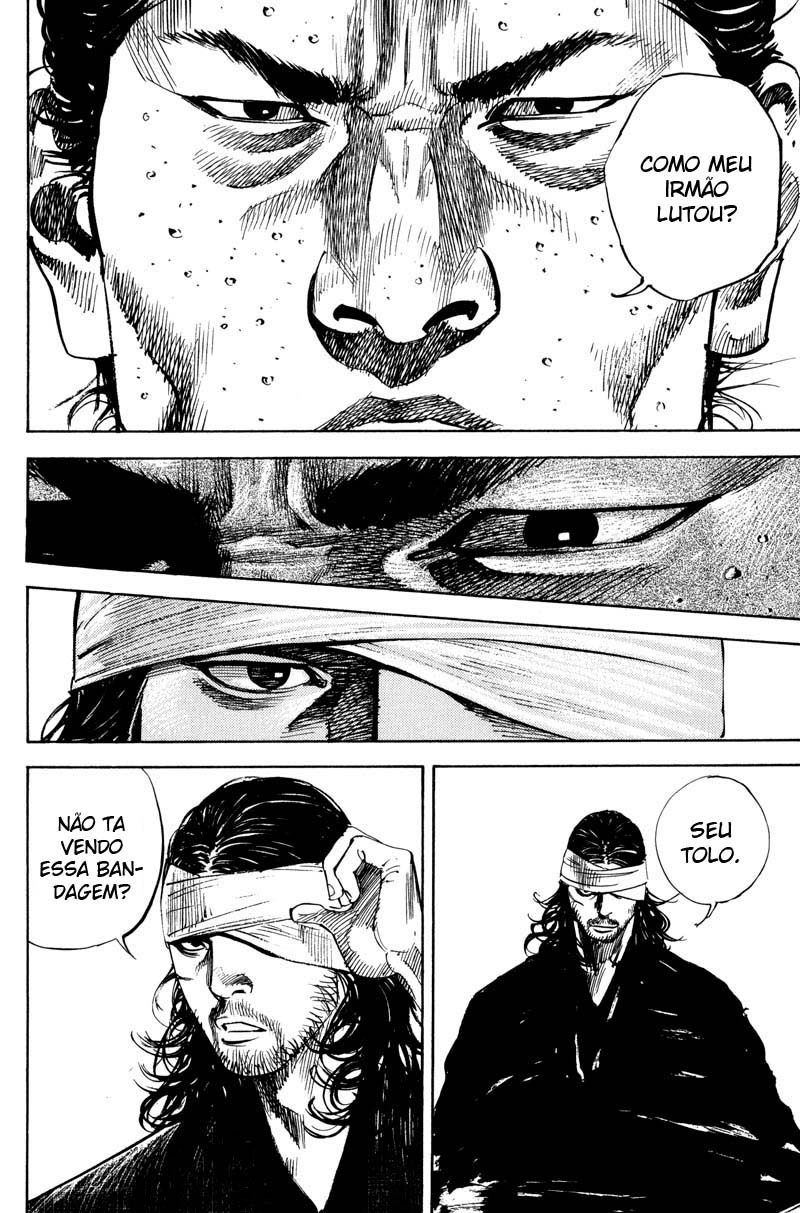 COMO MEU
IRMÃO
LUTOU?
SEU
TOLO.
NÃO TA
VENDO
ESSA BAN-
DAGEM?